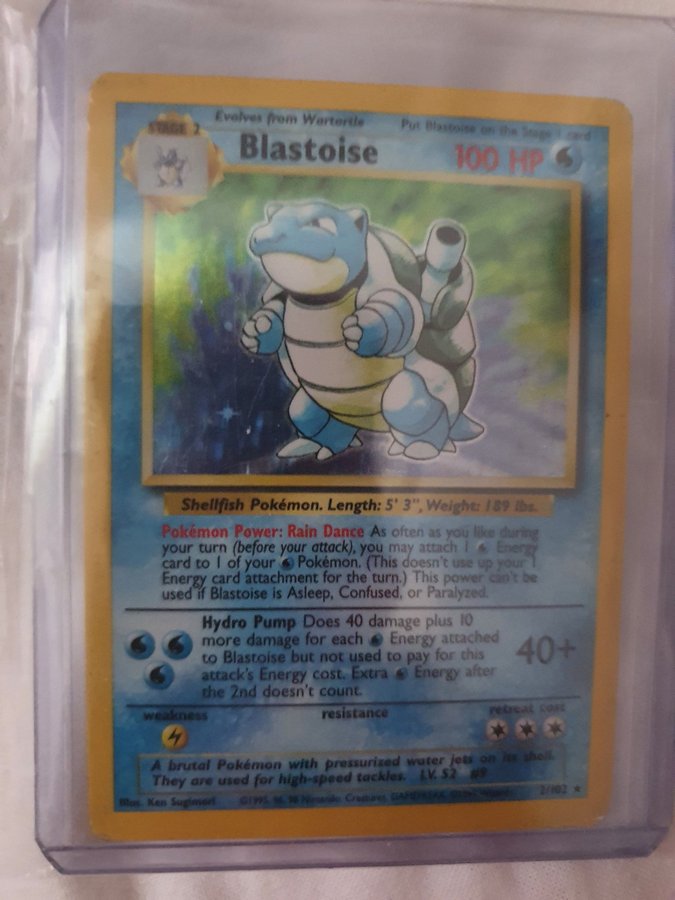 Evolves from Wartortle
Put Blastoise on the Stage 1 card
STAGE 2
Blastoise
100 HP
Shellfish Pokémon. Length: 5' 3", Weight: 189 lbs.
Pokémon Power: Rain Dance As often as you like during
your turn (before your attack), you may attach 1 Energy
card to 1 of your Pokémon. (This doesn't use up your 1
Energy card attachment for the turn.) This power can't be
used if Blastoise is Asleep, Confused, or Paralyzed.
Hydro Pump Does 40 damage plus 10
more damage for each Energy attached
to Blastoise but not used to pay for this
attack's Energy cost. Extra Energy after
the 2nd doesn't count.
40+
weakness
resistance
retreat cost
A brutal Pokémon with pressurised water jets on its shell.
They are used for high-speed tackles. LV. 52 #9
Illus. Ken Sugimori
©1995, 96, 98 Nintendo, Creatures, GAMEFREAK.
2/102 ★